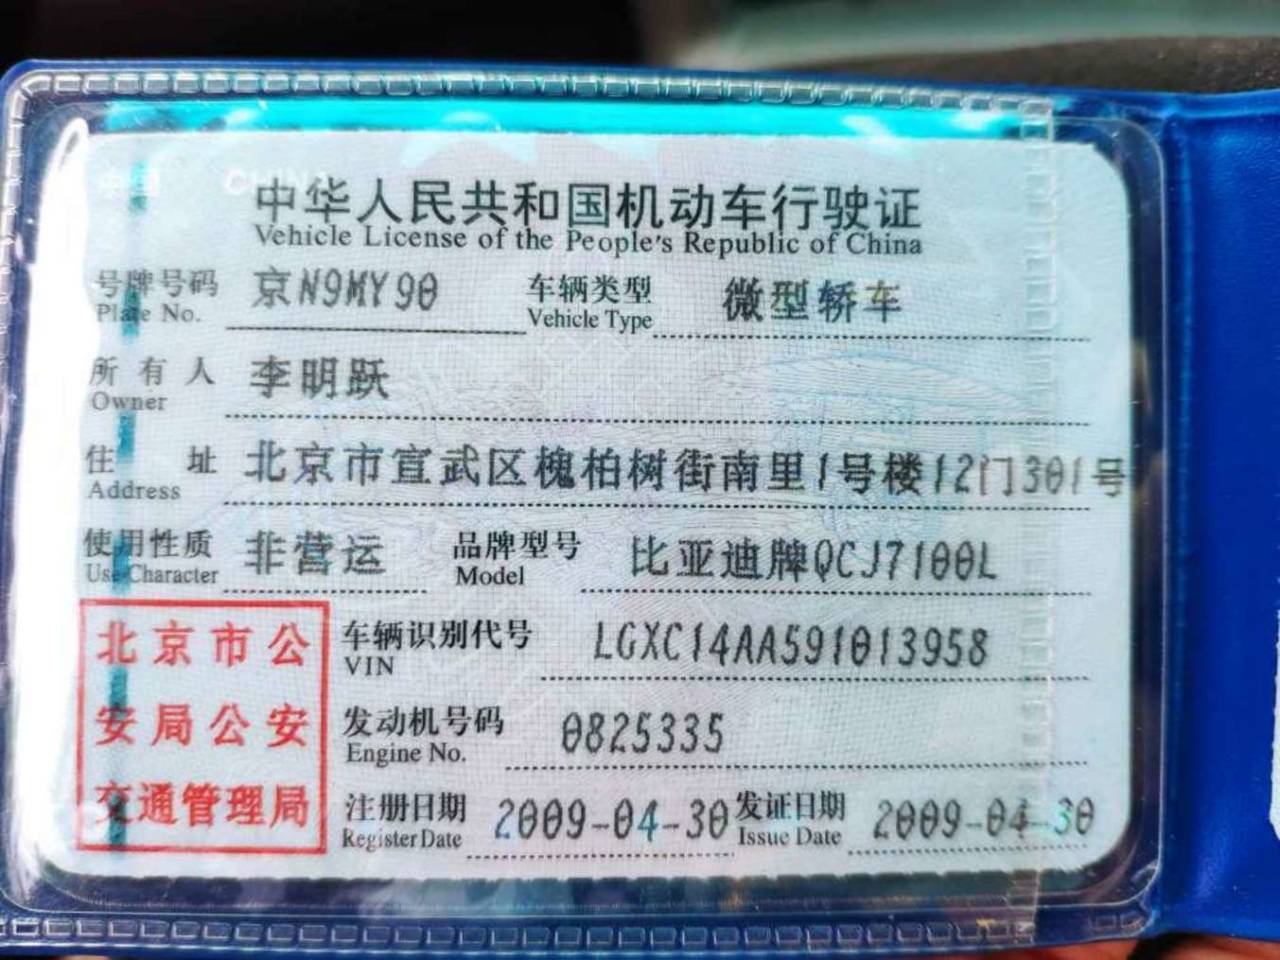 中国 CHINA
中华人民共和国机动车行驶证
Vehicle License of the People's Republic of China
号牌号码 京N9MY90 车辆类型 微型轿车
Plate No. Vehicle Type
所有人 李明跃
Owner
住址 北京市宣武区槐柏树街南里1号楼12门301号
Address
使用性质 非营运 品牌型号 比亚迪牌QCJ7100L
Use Character Model
北京市公
安局公安
交通管理局
车辆识别代号 LGXC14AA591013958
VIN
发动机号码 0825335
Engine No.
注册日期 2009-04-30 发证日期 2009-04-30
Register Date Issue Date